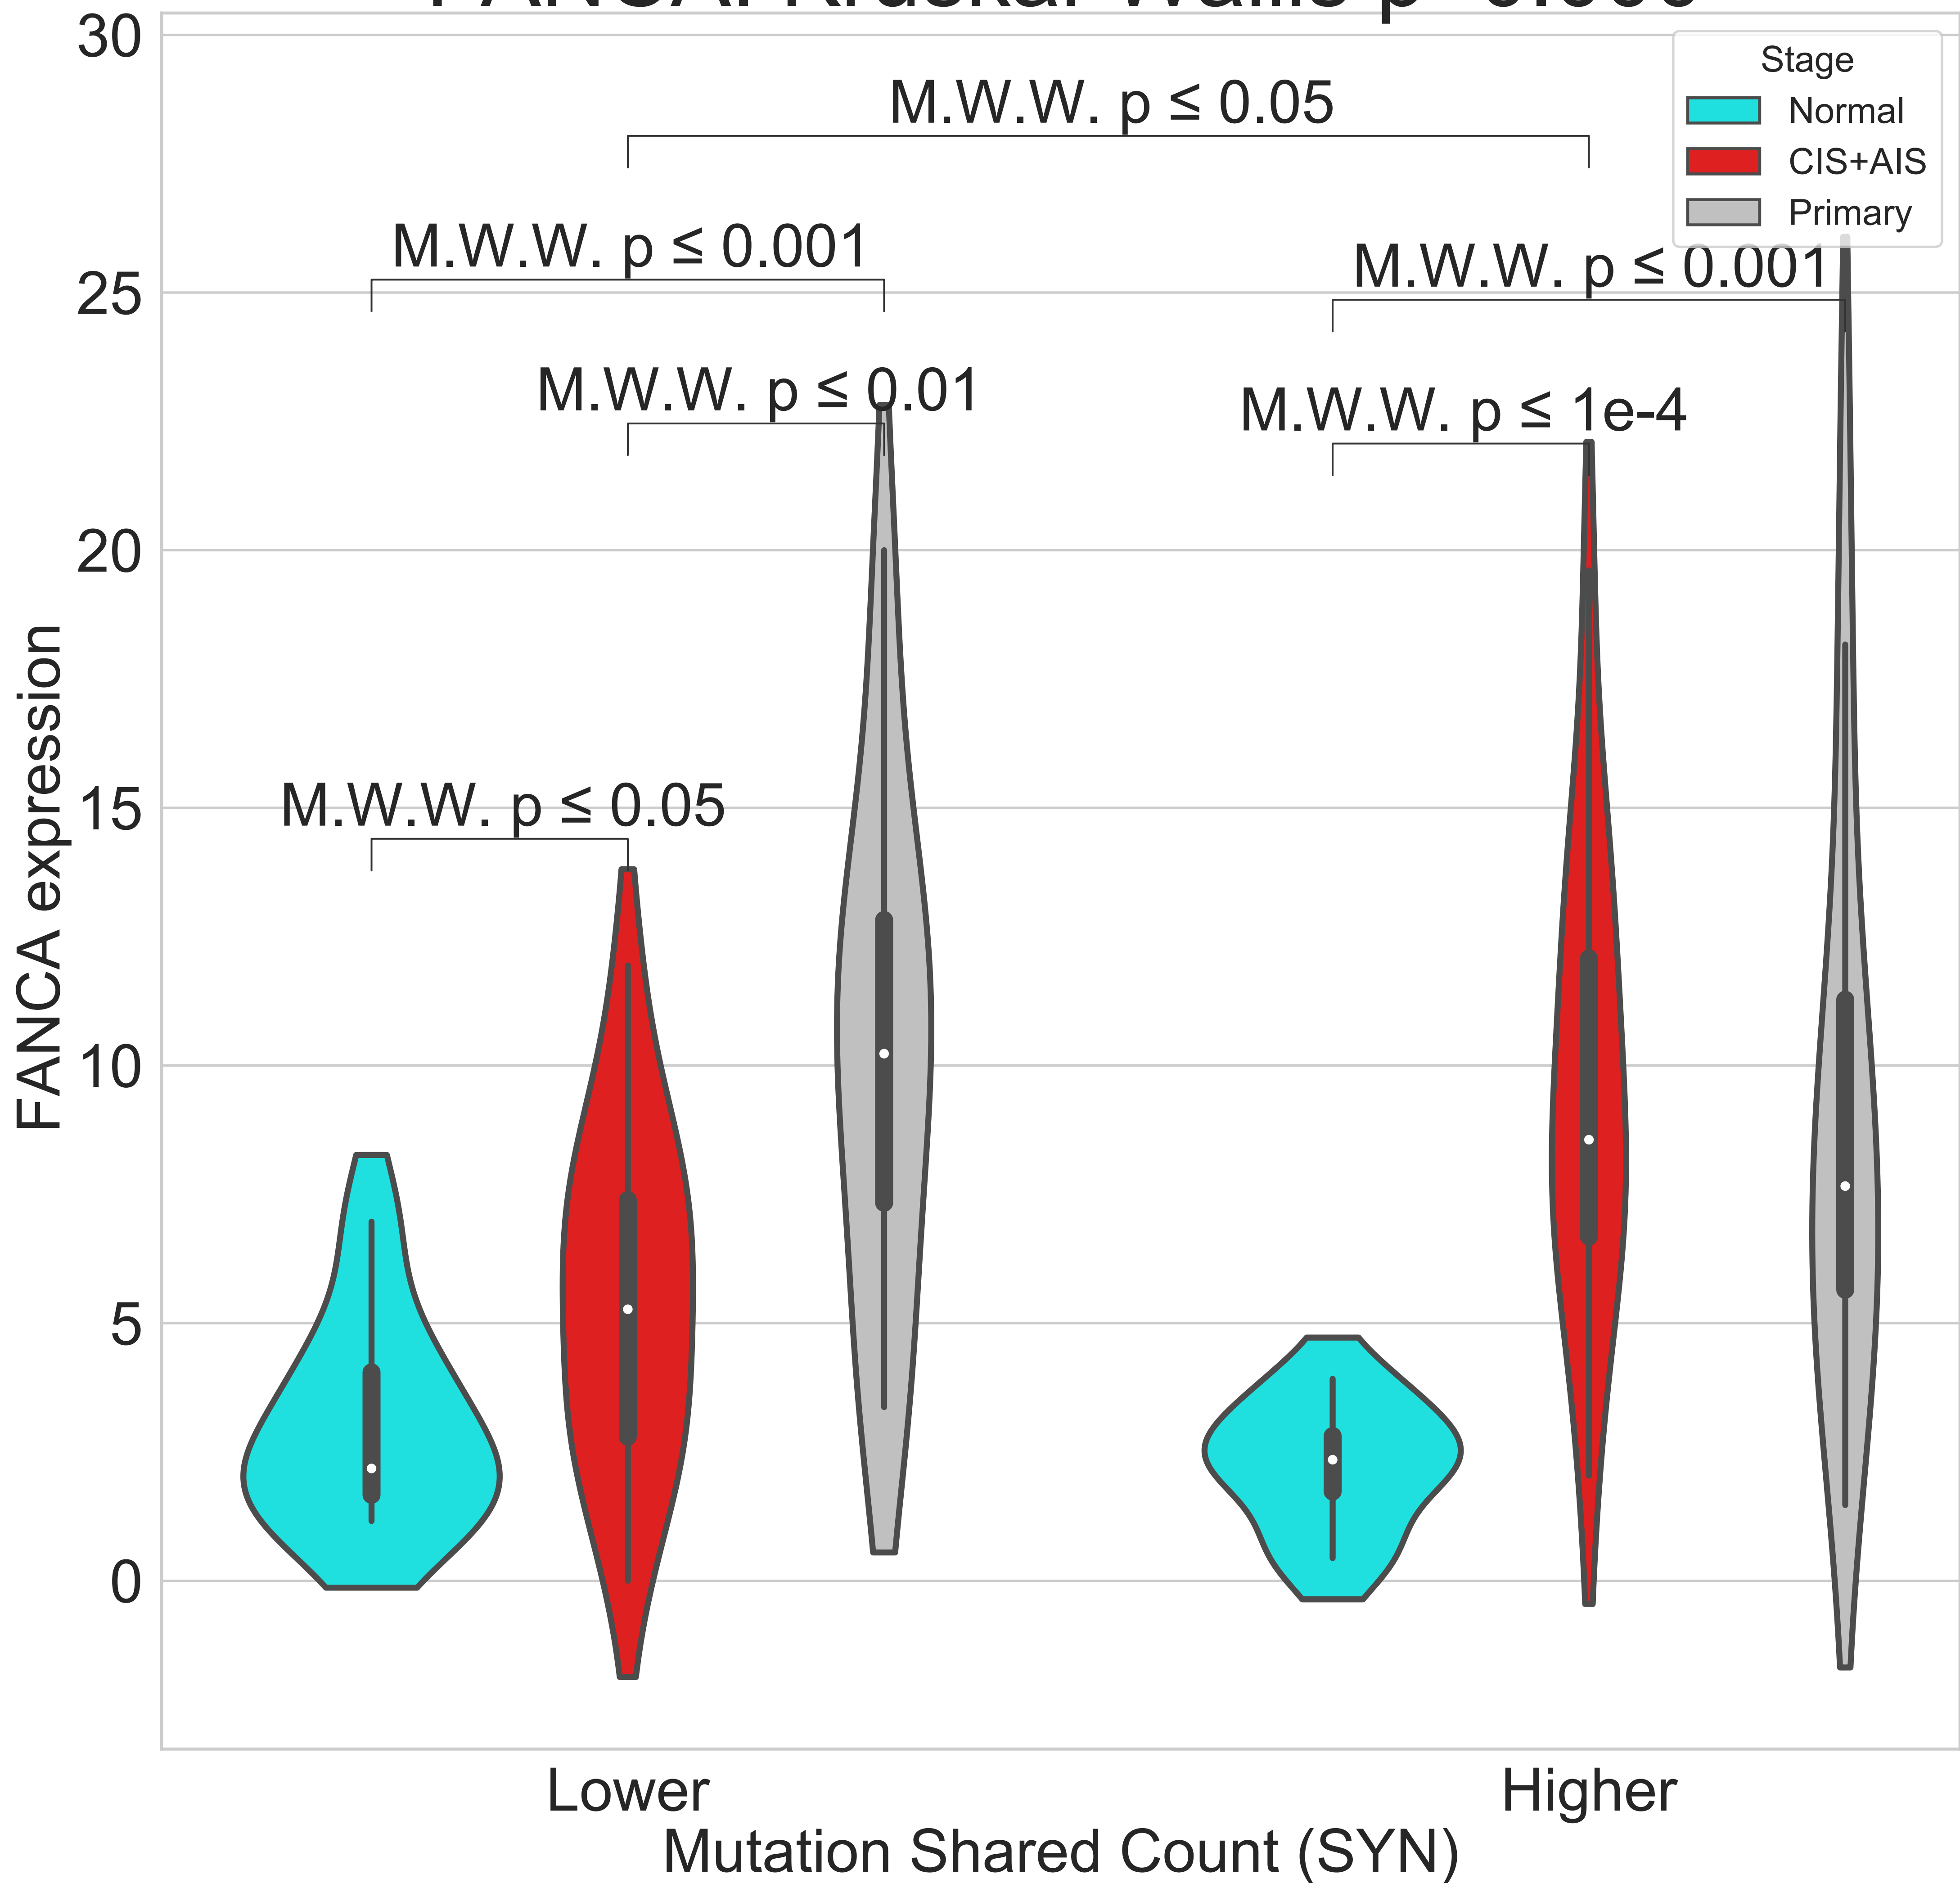 30
25
20
15
10
5
0
FANCA expression
M.W.W. p ≤ 0.05
M.W.W. p ≤ 0.001
M.W.W. p ≤ 0.001
M.W.W. p ≤ 0.01
M.W.W. p ≤ 1e-4
M.W.W. p ≤ 0.05
Stage
Normal
CIS+AIS
Primary
Lower
Higher
Mutation Shared Count (SYN)